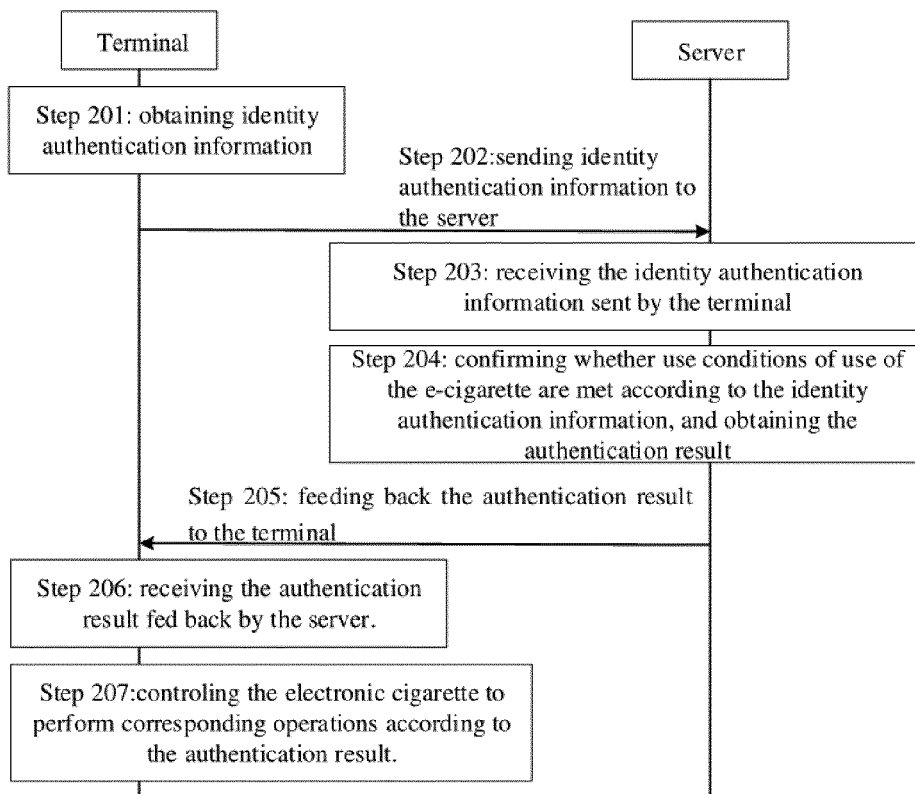 Terminal
Server
Step 201: obtaining identity
authentication information
Step 202:sending identity
authentication information to
the server
Step 203: receiving the identity authentication
information sent by the terminal
Step 204: confirming whether use conditions of use of
the e-cigarette are met according to the identity
authentication information, and obtaining the
authentication result
Step 205: feeding back the authentication result
to the terminal
Step 206: receiving the authentication
result fed back by the server.
Step 207:controling the electronic cigarette to
perform corresponding operations according to
the authentication result.